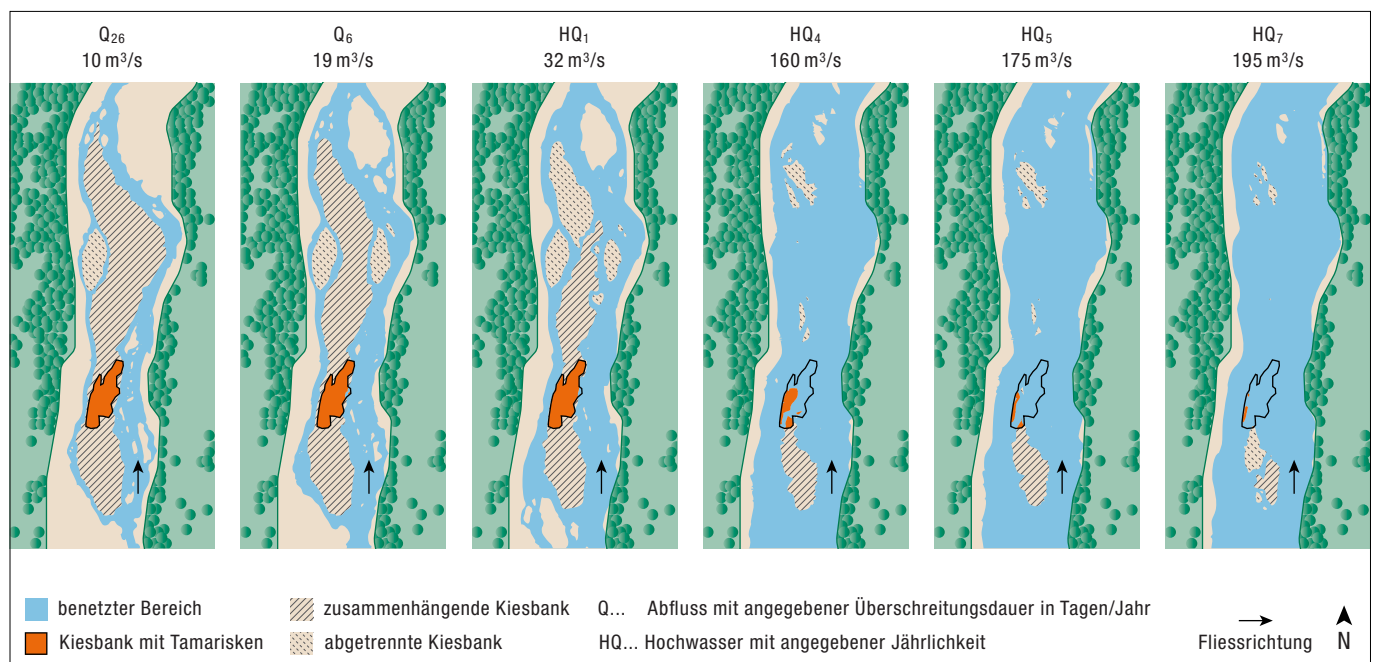 Q₂₆
10 m³/s
Q₆
19 m³/s
HQ₁
32 m³/s
HQ₄
160 m³/s
HQ₅
175 m³/s
HQ₇
195 m³/s
benetzter Bereich
Kiesbank mit Tamarisken
zusammenhängende Kiesbank
abgetrennte Kiesbank
Q... Abfluss mit angegebener Überschreitungsdauer in Tagen/Jahr
HQ... Hochwasser mit angegebener Jährlichkeit
Fliessrichtung
N